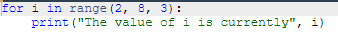 for i in range(2, 8, 3):
    print("The value of i is currently", i)